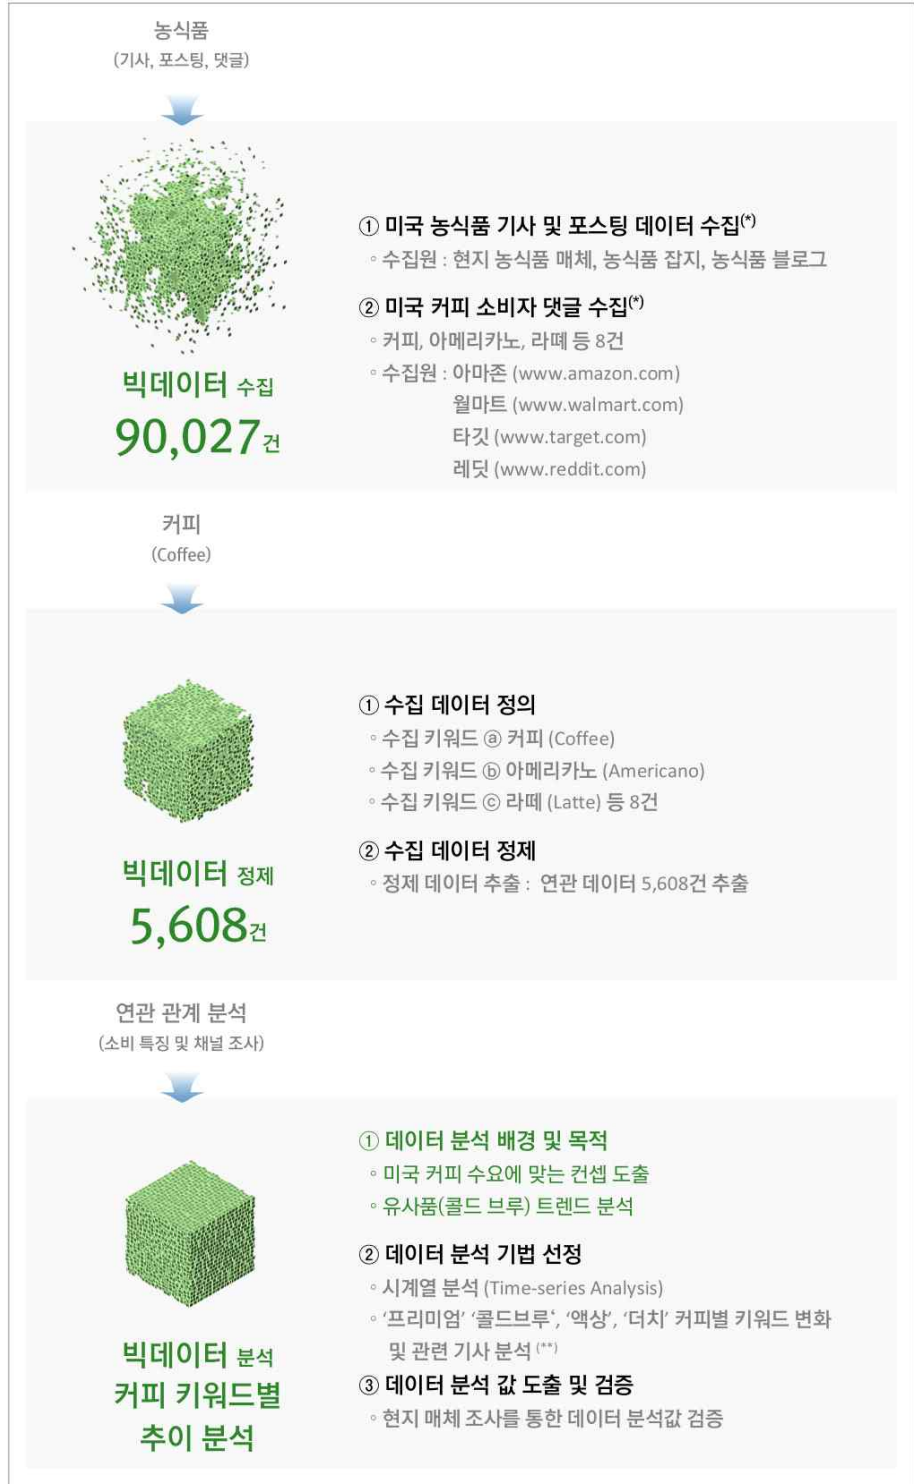 농식품
(기사, 포스팅, 댓글)
빅데이터 수집
90,027건
① 미국 농식품 기사 및 포스팅 데이터 수집(*)
◦ 수집원 : 현지 농식품 매체, 농식품 잡지, 농식품 블로그
② 미국 커피 소비자 댓글 수집(*)
◦ 커피, 아메리카노, 라떼 등 8건
◦ 수집원 : 아마존 (www.amazon.com)
월마트 (www.walmart.com)
타깃 (www.target.com)
레딧 (www.reddit.com)
커피
(Coffee)
빅데이터 정제
5,608건
① 수집 데이터 정의
◦ 수집 키워드 ⓐ 커피 (Coffee)
◦ 수집 키워드 ⓑ 아메리카노 (Americano)
◦ 수집 키워드 ⓒ 라떼 (Latte) 등 8건
② 수집 데이터 정제
◦ 정제 데이터 추출 : 연관 데이터 5,608건 추출
연관 관계 분석
(소비 특징 및 채널 조사)
빅데이터 분석
커피 키워드별
추이 분석
① 데이터 분석 배경 및 목적
◦ 미국 커피 수요에 맞는 컨셉 도출
◦ 유사품(콜드 브루) 트렌드 분석
② 데이터 분석 기법 선정
◦ 시계열 분석 (Time-series Analysis)
◦ ‘프리미엄’ ‘콜드브루‘, ‘액상’, ‘더치’ 커피별 키워드 변화
및 관련 기사 분석 (**)
③ 데이터 분석 값 도출 및 검증
◦ 현지 매체 조사를 통한 데이터 분석값 검증